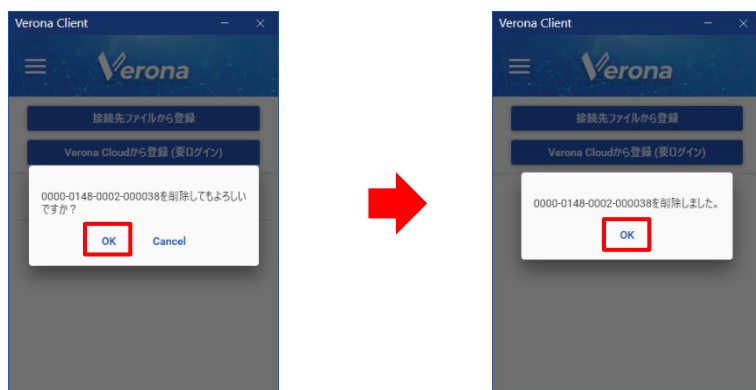 Verona Client
Verona
接続先ファイルから登録
Verona Cloudから登録 (要ログイン)
0000-0148-0002-000038を削除してもよろしい
ですか？
OK Cancel
Verona Client
Verona
接続先ファイルから登録
Verona Cloudから登録 (要ログイン)
0000-0148-0002-000038を削除しました。
OK